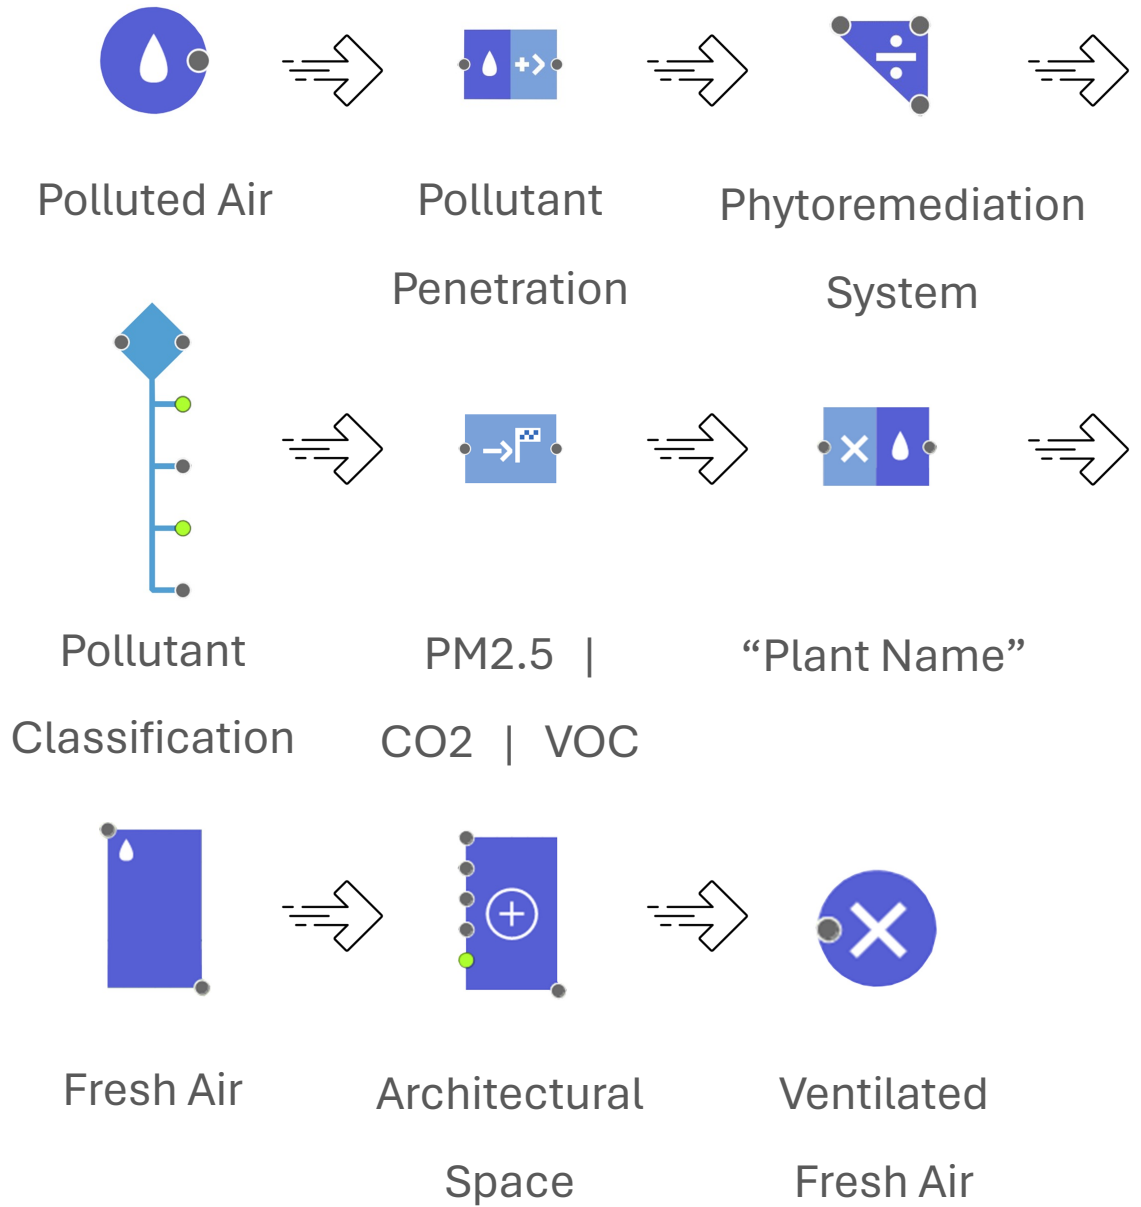 Polluted Air
Pollutant
Penetration
Phytoremediation
System
Pollutant
Classification
PM2.5 |
CO2 | VOC
“Plant Name”
Fresh Air
Architectural
Space
Ventilated
Fresh Air